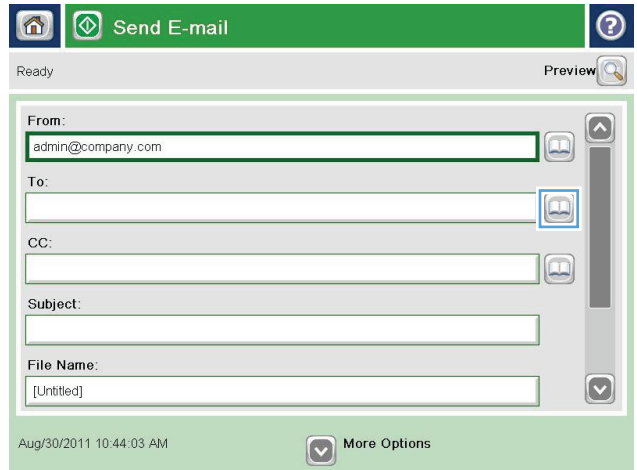 Send E-mail
?
Ready
Preview
From:
admin@company.com
To:
CC:
Subject:
File Name:
[Untitled]
Aug/30/2011 10:44:03 AM
More Options